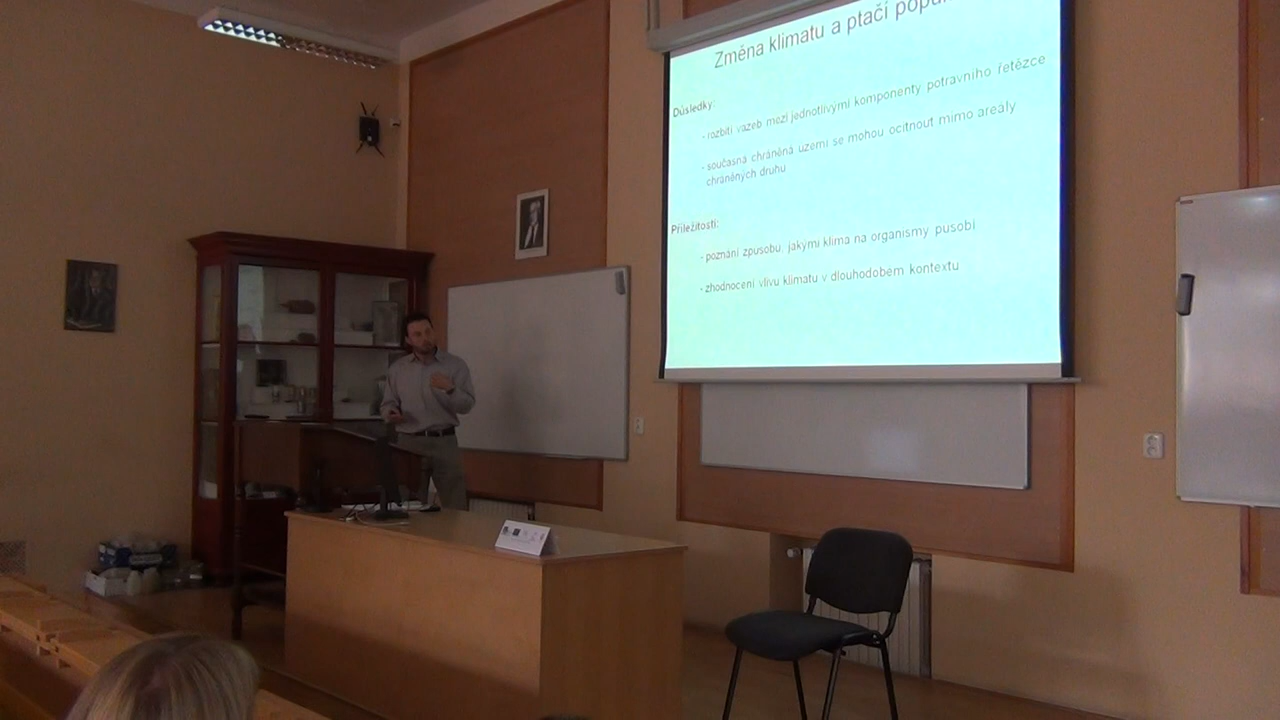 Změna klimatu a ptačí popul
Důsledky:
- rozbití vazeb mezi jednotlivými komponenty potravního řetězce
- současná chráněná území se mohou ocitnout mimo areály
chráněných druhů
Příležitosti:
- poznání způsobu, jakými klima na organismy působí
- zhodnocení vlivu klimatu v dlouhodobém kontextu